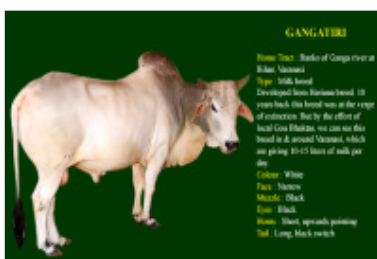 GANGATIRI
Home Tract : Banks of Ganga river at
Bihar, Varanasi
Type : Milk breed
Developed from Hariana breed. 10
years back this breed was at the verge
of extinction. But by the effort of
local Gou Bhaktas, we can see this
breed in & around Varanasi, which
are giving 10-15 liters of milk per
day
Colour : White
Face : Narrow
Muzzle : Black
Eyes : Black
Horns : Short, upwards pointing
Tail : Long, black switch